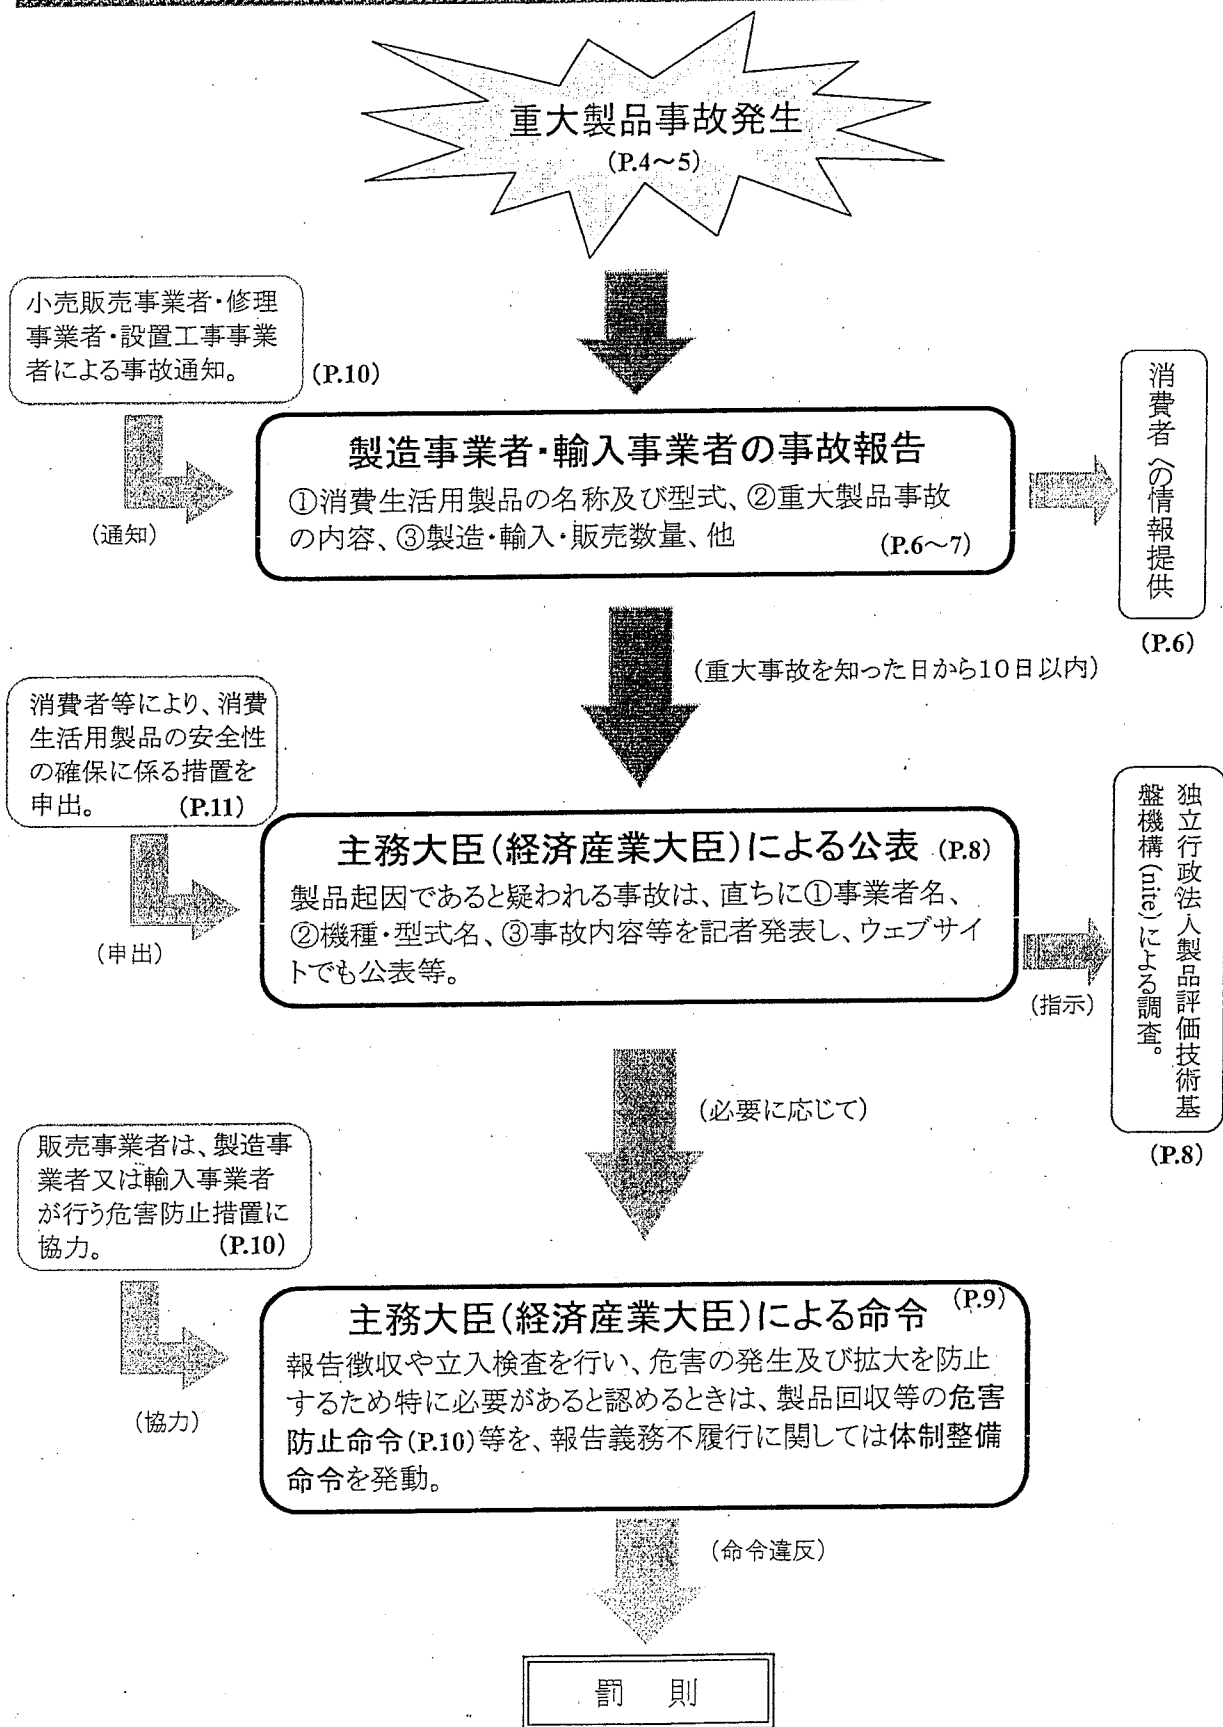 重大製品事故発生
(P.4～5)
小売販売事業者・修理
事業者・設置工事事業
者による事故通知。
(P.10)
(通知)
製造事業者・輸入事業者の事故報告
①消費生活用製品の名称及び型式、②重大製品事故
の内容、③製造・輸入・販売数量、他 (P.6～7)
消費者への情報提供
(P.6)
(重大事故を知った日から10日以内)
消費者等により、消費
生活用製品の安全性
の確保に係る措置を
申出。 (P.11)
(申出)
主務大臣(経済産業大臣)による公表 (P.8)
製品起因であると疑われる事故は、直ちに①事業者名、
②機種・型式名、③事故内容等を記者発表し、ウェブサイ
トでも公表等。
(指示)
独立行政法人製品評価技術基
盤機構(nite)による調査。
(P.8)
(必要に応じて)
販売事業者は、製造事
業者又は輸入事業者
が行う危害防止措置に
協力。 (P.10)
(協力)
主務大臣(経済産業大臣)による命令 (P.9)
報告徴収や立入検査を行い、危害の発生及び拡大を防止
するため特に必要があると認めるときは、製品回収等の危害
防止命令(P.10)等を、報告義務不履行に関しては体制整備
命令を発動。
(命令違反)
罰 則